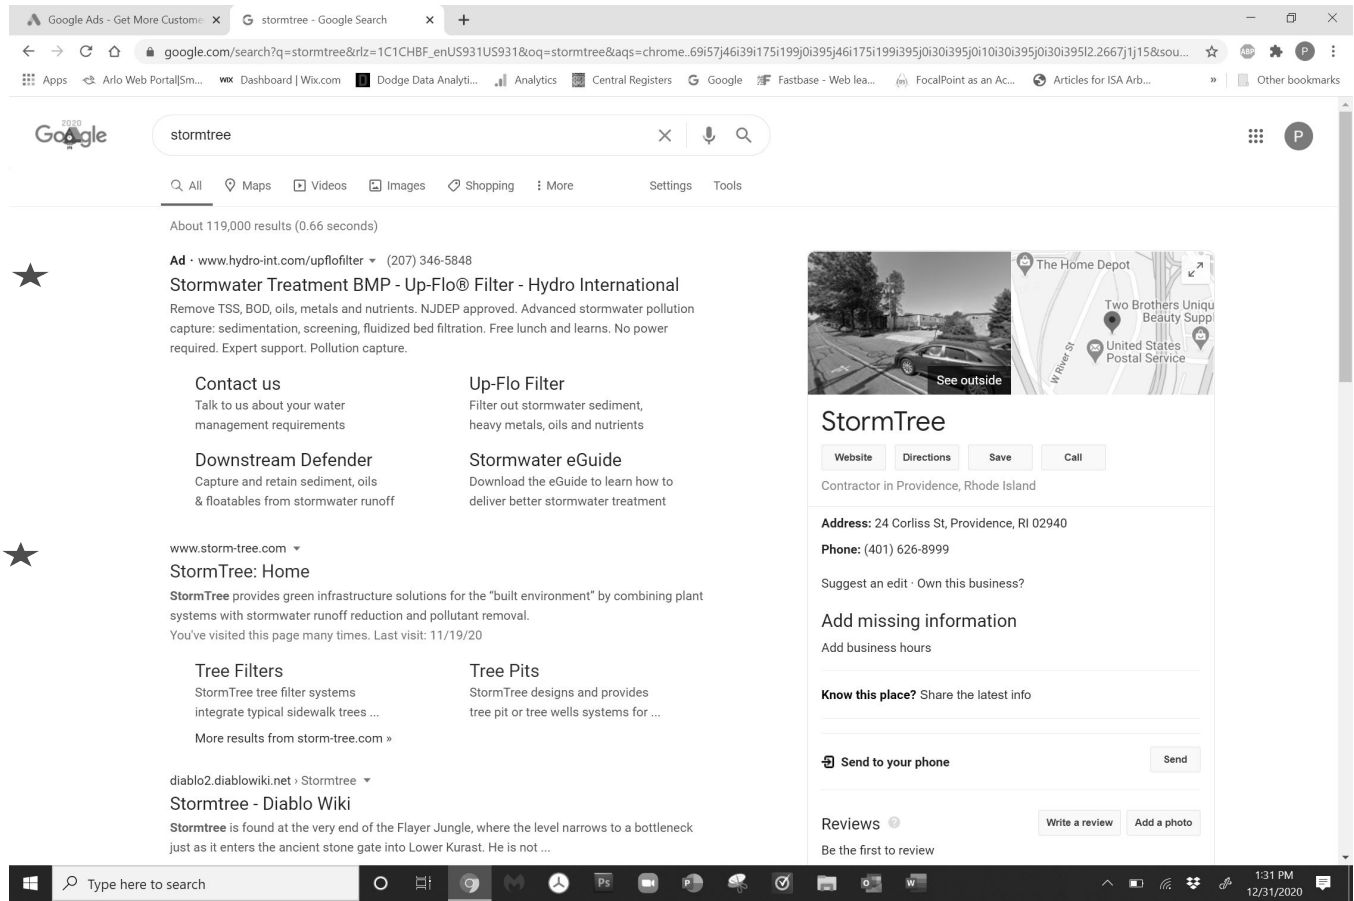 Google Ads - Get More Custome
stormtree - Google Search
google.com/search?q=stormtree&rlz=1C1CHBF_enUS931US931&oq=stormtree&aqs=chrome..69i57j46i39i175i199j0i395j46i175i199i395j0i30i395j0i10i30i395j0i30i395l2.2667j1j15&sou...
ABP
P
Apps
Arlo Web Portal|Sm...
WIX Dashboard | Wix.com
Dodge Data Analyti...
Analytics
Central Registers
G Google
Fastbase - Web lea...
FocalPoint as an Ac...
Articles for ISA Arb...
»
Other bookmarks
2020
Google
stormtree
P
All
Maps
Videos
Images
Shopping
More
Settings
Tools
About 119,000 results (0.66 seconds)
Ad · www.hydro-int.com/upflofilter (207) 346-5848
Stormwater Treatment BMP - Up-Flo® Filter - Hydro International
Remove TSS, BOD, oils, metals and nutrients. NJDEP approved. Advanced stormwater pollution
capture: sedimentation, screening, fluidized bed filtration. Free lunch and learns. No power
required. Expert support. Pollution capture.
Contact us
Talk to us about your water
management requirements
Up-Flo Filter
Filter out stormwater sediment,
heavy metals, oils and nutrients
Downstream Defender
Capture and retain sediment, oils
& floatables from stormwater runoff
Stormwater eGuide
Download the eGuide to learn how to
deliver better stormwater treatment
www.storm-tree.com
StormTree: Home
StormTree provides green infrastructure solutions for the “built environment” by combining plant
systems with stormwater runoff reduction and pollutant removal.
You've visited this page many times. Last visit: 11/19/20
Tree Filters
StormTree tree filter systems
integrate typical sidewalk trees ...
Tree Pits
StormTree designs and provides
tree pit or tree wells systems for ...
More results from storm-tree.com »
diablo2.diablowiki.net › Stormtree
Stormtree - Diablo Wiki
Stormtree is found at the very end of the Flayer Jungle, where the level narrows to a bottleneck
just as it enters the ancient stone gate into Lower Kurast. He is not ...
See outside
The Home Depot
Two Brothers Uniqu
Beauty Suppl
United States
Postal Service
W River St
StormTree
Website
Directions
Save
Call
Contractor in Providence, Rhode Island
Address: 24 Corliss St, Providence, RI 02940
Phone: (401) 626-8999
Suggest an edit · Own this business?
Add missing information
Add business hours
Know this place? Share the latest info
Send to your phone
Send
Reviews
Write a review
Add a photo
Be the first to review
Type here to search
Ps
1:31 PM
12/31/2020